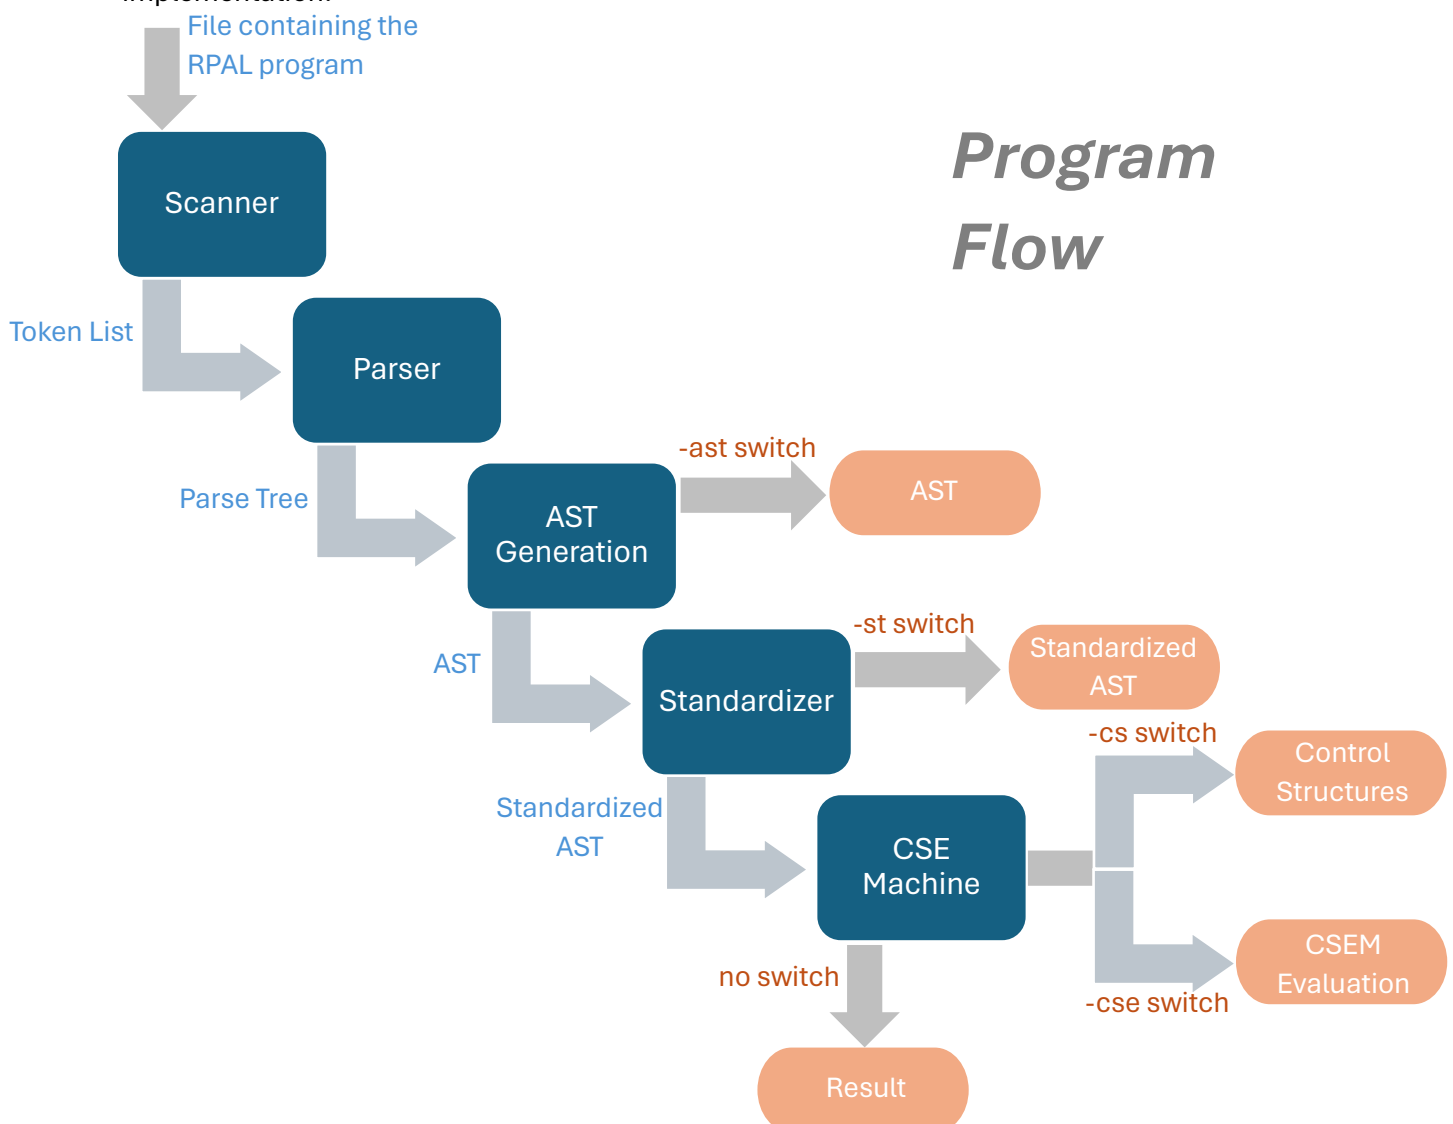 implementation.
File containing the
RPAL program
Program
Flow
Scanner
Token List
Parser
-ast switch
Parse Tree
AST
Generation
AST
-st switch
AST
Standardizer
Standardized
AST
-cs switch
Standardized
AST
CSE
Machine
Control
Structures
no switch
CSEM
Evaluation
-cse switch
Result